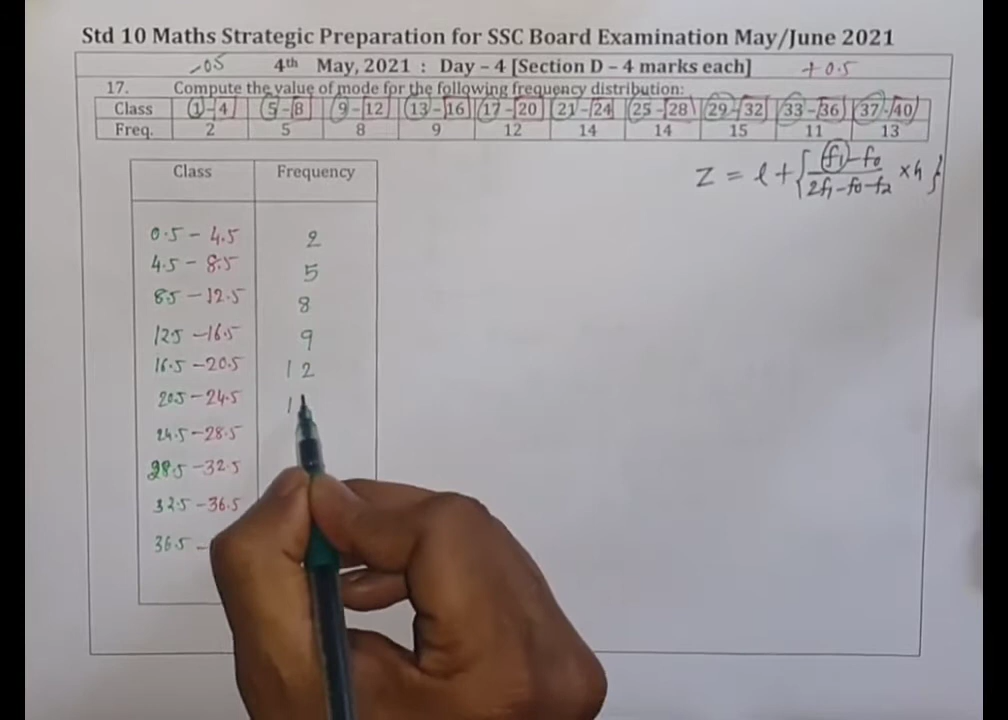 Std 10 Maths Strategic Preparation for SSC Board Examination May/June 2021
-05 4th May, 2021 : Day – 4 [Section D – 4 marks each] +0.5
17. Compute the value of mode for the following frequency distribution:
Class 1 – 4 5 – 8 9 – 12 13 – 16 17 – 20 21 – 24 25 – 28 29 – 32 33 – 36 37 - 40
Freq. 2 5 8 9 12 14 14 15 11 13
Z = l + { f1 – f0 / 2f1 – f0 – f2 × h }
Class Frequency
0.5 – 4.5 2
4.5 – 8.5 5
8.5 – 12.5 8
12.5 – 16.5 9
16.5 – 20.5 12
20.5 – 24.5 1
24.5 – 28.5
28.5 – 32.5
32.5 – 36.5
36.5 –